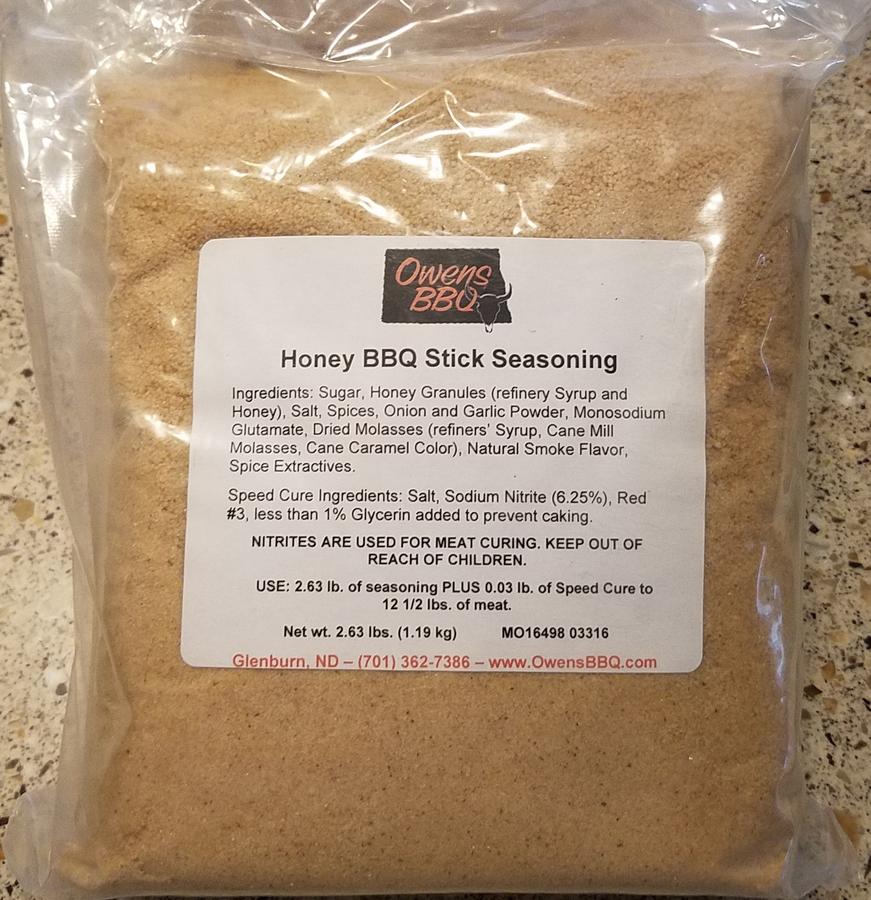 Owens
BBQ
Honey BBQ Stick Seasoning
Ingredients: Sugar, Honey Granules (refinery Syrup and
Honey), Salt, Spices, Onion and Garlic Powder, Monosodium
Glutamate, Dried Molasses (refiners' Syrup, Cane Mill
Molasses, Cane Caramel Color), Natural Smoke Flavor,
Spice Extractives.
Speed Cure Ingredients: Salt, Sodium Nitrite (6.25%), Red
#3, less than 1% Glycerin added to prevent caking.
NITRITES ARE USED FOR MEAT CURING. KEEP OUT OF
REACH OF CHILDREN.
USE: 2.63 lb. of seasoning PLUS 0.03 lb. of Speed Cure to
12 1/2 lbs. of meat.
Net wt. 2.63 lbs. (1.19 kg) MO16498 03316
Glenburn, ND – (701) 362-7386 – www.OwensBBQ.com